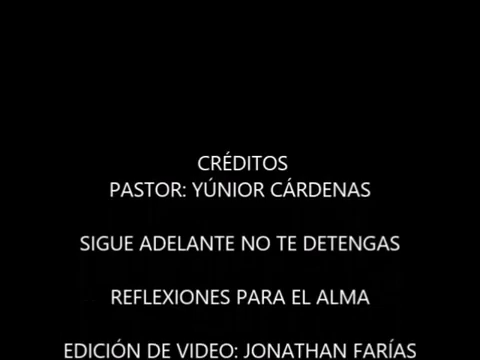 CRÉDITOS
PASTOR: YÚNIOR CÁRDENAS
SIGUE ADELANTE NO TE DETENGAS
REFLEXIONES PARA EL ALMA
EDICIÓN DE VIDEO: JONATHAN FARÍAS